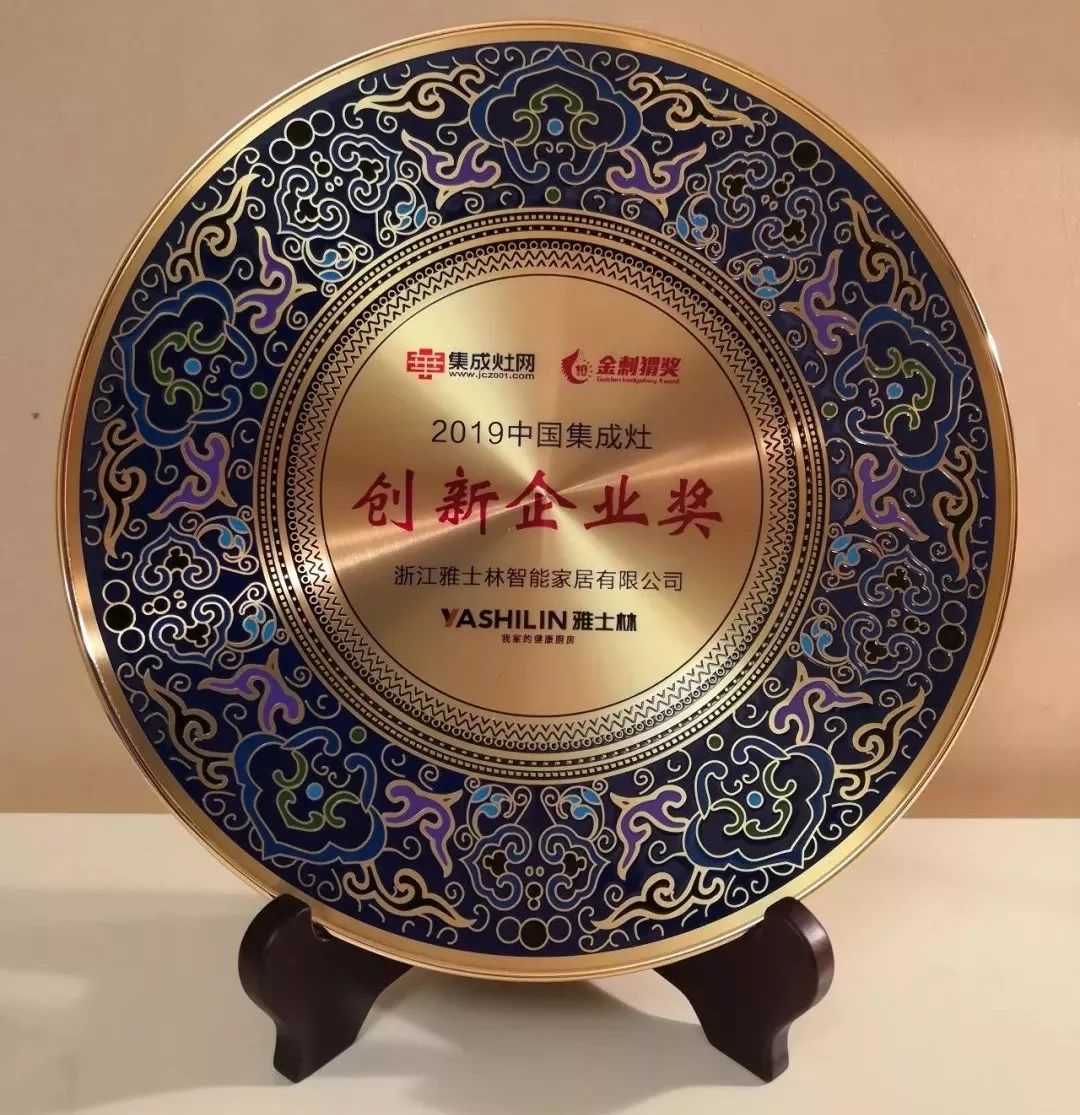 集成灶网 金刺猬奖
www.jcz001.com
2019中国集成灶
创新企业奖
浙江雅士林智能家居有限公司
YASHILIN 雅士林
我家的健康厨房